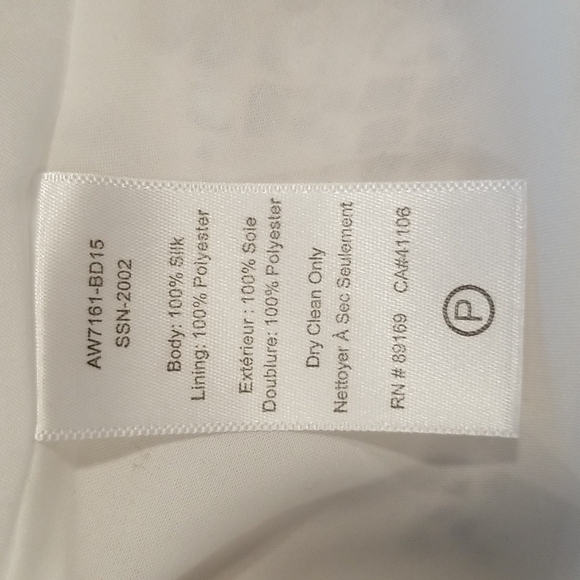 AW7161-BD15
SSN-2002
Body: 100% Silk
Lining: 100% Polyester
Extérieur : 100% Soie
Doublure: 100% Polyester
Dry Clean Only
Nettoyer À Sec Seulement
RN # 89169 CA#41106
P